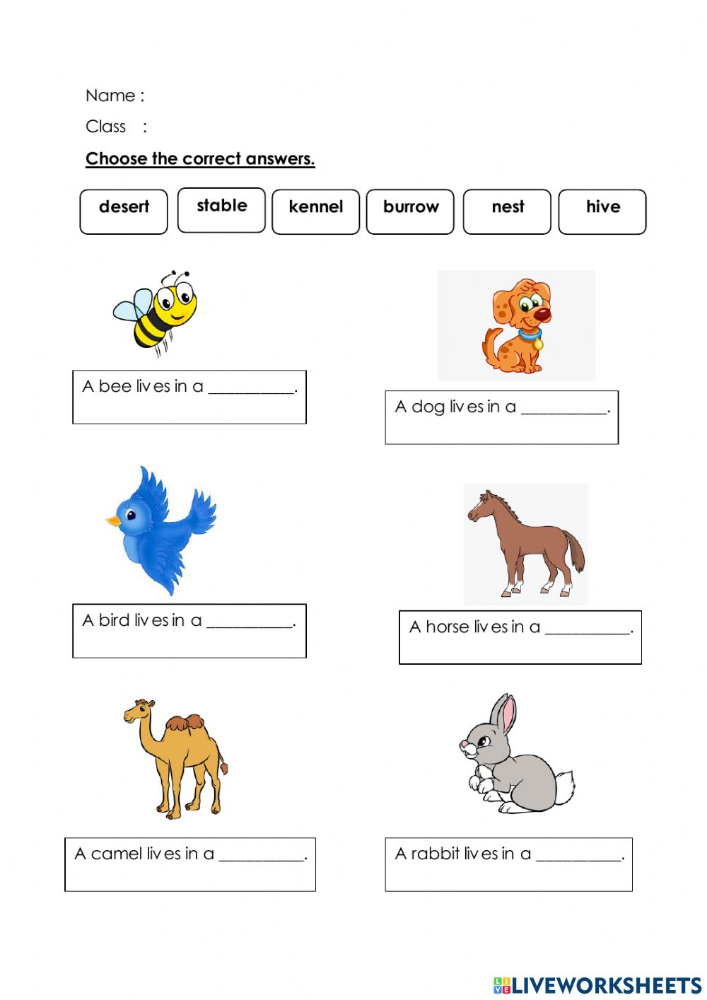 Name :
Class :
Choose the correct answers.
desert stable kennel burrow nest hive
A bee lives in a __________.
A dog lives in a __________.
A bird lives in a __________.
A horse lives in a __________.
A camel lives in a __________.
A rabbit lives in a __________.
LIVE LIVEWORKSHEETS